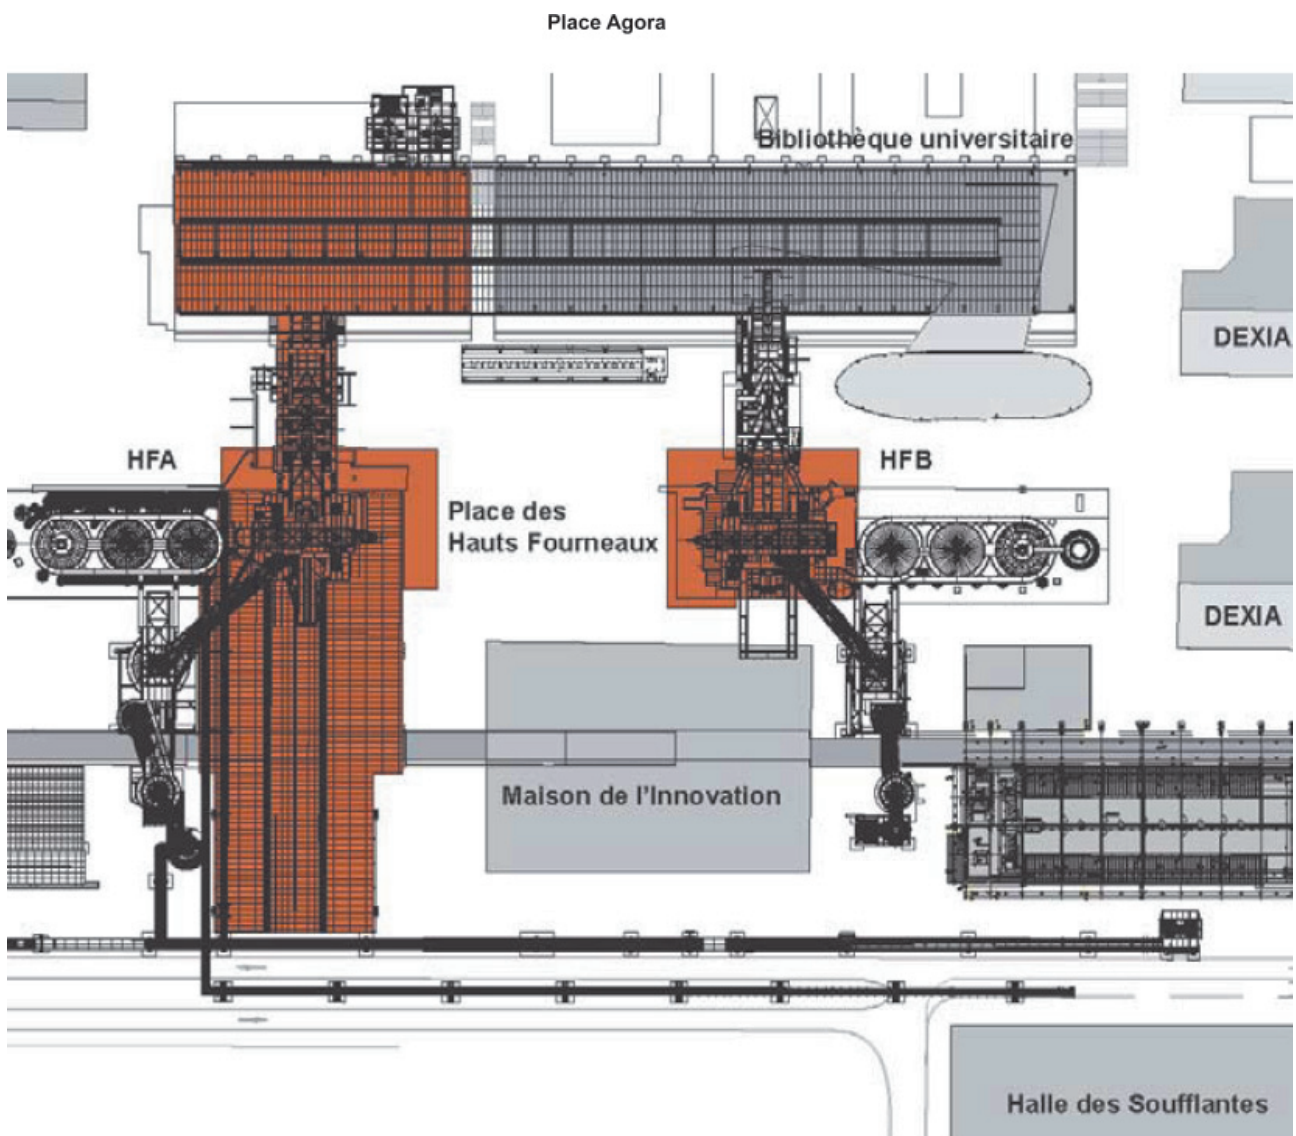 Place Agora
Bibliothèque universitaire
DEXIA
HFA
HFB
Place des
Hauts Fourneaux
DEXIA
Maison de l'Innovation
Halle des Soufflantes